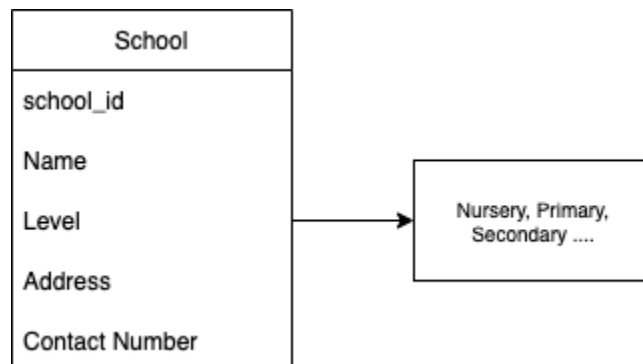 School
school_id
Name
Level
Address
Contact Number
Nursery, Primary,
Secondary ....